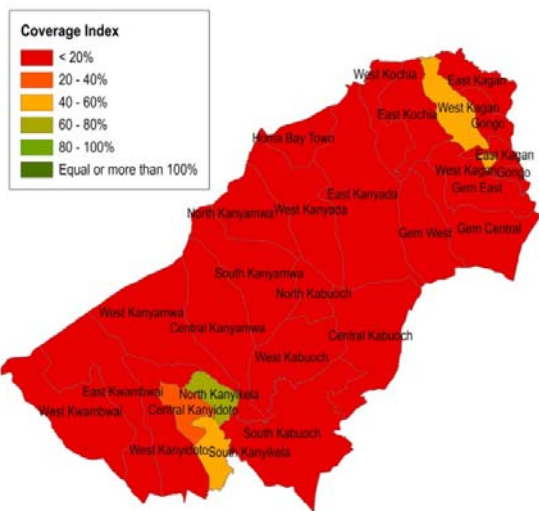 Coverage Index
< 20%
20 - 40%
40 - 60%
60 - 80%
80 - 100%
Equal or more than 100%
West Kochia
East Kagan
West Kagan
Gongo
East Kochia
Homa Bay Town
East Kagan
West Kagan
Gongo
Gem East
East Kanyada
North Kanyamwa
West Kanyada
Gem West
Gem Central
South Kanyamwa
North Kabuoch
West Kanyamwa
Central Kanyamwa
Central Kabuoch
West Kabuoch
East Kwambwai
North Kanyikela
West Kwambwai
Central Kanyidoto
South Kabuoch
West Kanyidoto
South Kanyikela